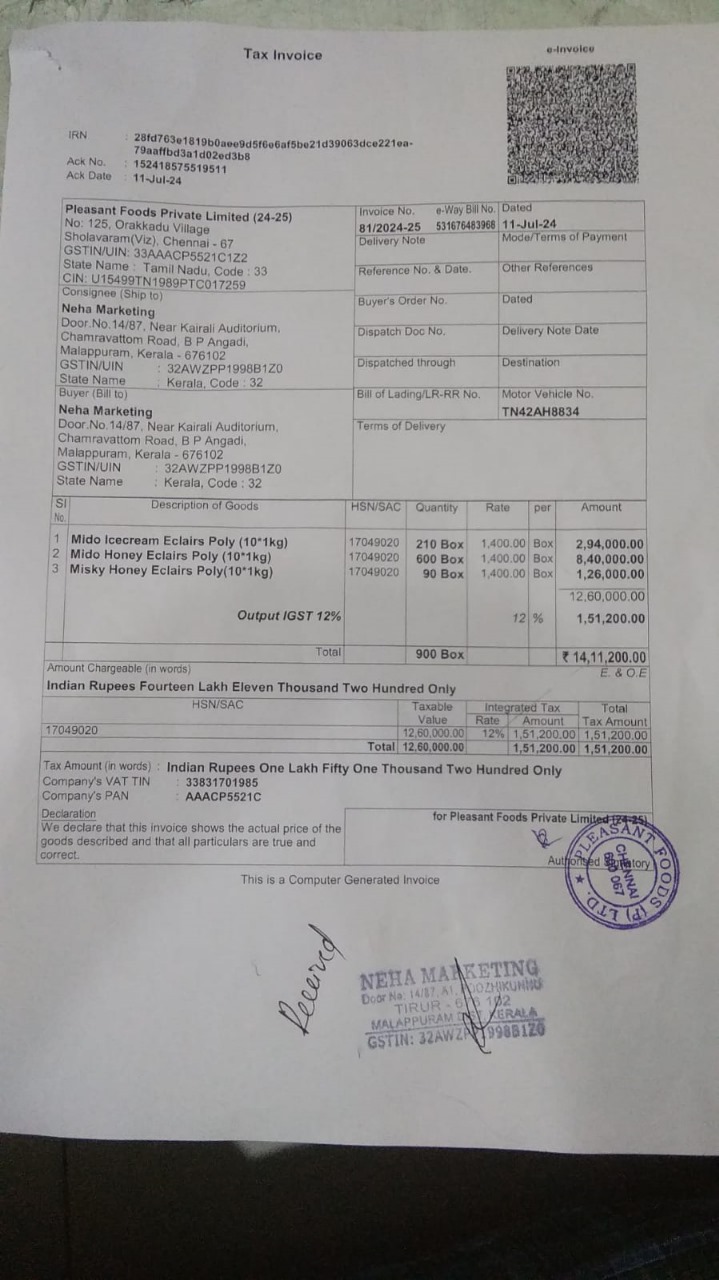 Tax Invoice
e-Invoice
IRN : 28fd763e1819b0aee9d5f6e6af5be21d39063dce221ea-
79aaffbd3a1d02ed3b8
Ack No. : 152418575519511
Ack Date : 11-Jul-24
Pleasant Foods Private Limited (24-25)
No: 125, Orakkadu Village
Sholavaram(Viz), Chennai - 67
GSTIN/UIN: 33AAACP5521C1Z2
State Name : Tamil Nadu, Code : 33
CIN: U15499TN1989PTC017259
Consignee (Ship to)
Neha Marketing
Door.No.14/87, Near Kairali Auditorium,
Chamravattom Road, B P Angadi,
Malappuram, Kerala - 676102
GSTIN/UIN : 32AWZPP1998B1Z0
State Name : Kerala, Code : 32
Buyer (Bill to)
Neha Marketing
Door.No.14/87, Near Kairali Auditorium,
Chamravattom Road, B P Angadi,
Malappuram, Kerala - 676102
GSTIN/UIN : 32AWZPP1998B1Z0
State Name : Kerala, Code : 32
Invoice No. e-Way Bill No. Dated
81/2024-25 531676483968 11-Jul-24
Delivery Note Mode/Terms of Payment
Reference No. & Date. Other References
Buyer's Order No. Dated
Dispatch Doc No. Delivery Note Date
Dispatched through Destination
Bill of Lading/LR-RR No. Motor Vehicle No.
TN42AH8834
Terms of Delivery
Sl No. Description of Goods HSN/SAC Quantity Rate per Amount
1 Mido Icecream Eclairs Poly (10*1kg) 17049020 210 Box 1,400.00 Box 2,94,000.00
2 Mido Honey Eclairs Poly (10*1kg) 17049020 600 Box 1,400.00 Box 8,40,000.00
3 Misky Honey Eclairs Poly(10*1kg) 17049020 90 Box 1,400.00 Box 1,26,000.00
12,60,000.00
Output IGST 12% 12 % 1,51,200.00
Total 900 Box ₹ 14,11,200.00
Amount Chargeable (in words) E. & O.E
Indian Rupees Fourteen Lakh Eleven Thousand Two Hundred Only
HSN/SAC Taxable Value Integrated Tax Total
Rate Amount Tax Amount
17049020 12,60,000.00 12% 1,51,200.00 1,51,200.00
Total 12,60,000.00 1,51,200.00 1,51,200.00
Tax Amount (in words) : Indian Rupees One Lakh Fifty One Thousand Two Hundred Only
Company's VAT TIN : 33831701985
Company's PAN : AAACP5521C
Declaration
We declare that this invoice shows the actual price of the
goods described and that all particulars are true and
correct.
for Pleasant Foods Private Limited (24-25)
Authorised Signatory
PLEASANT FOODS (P) LTD. ★
CHENNAI
600 067
This is a Computer Generated Invoice
Received
NEHA MARKETING
Door No: 14/87, A1, POOZHIKUNNU
TIRUR - 676 102
MALAPPURAM DIST KERALA
GSTIN: 32AWZPP1998B1Z0